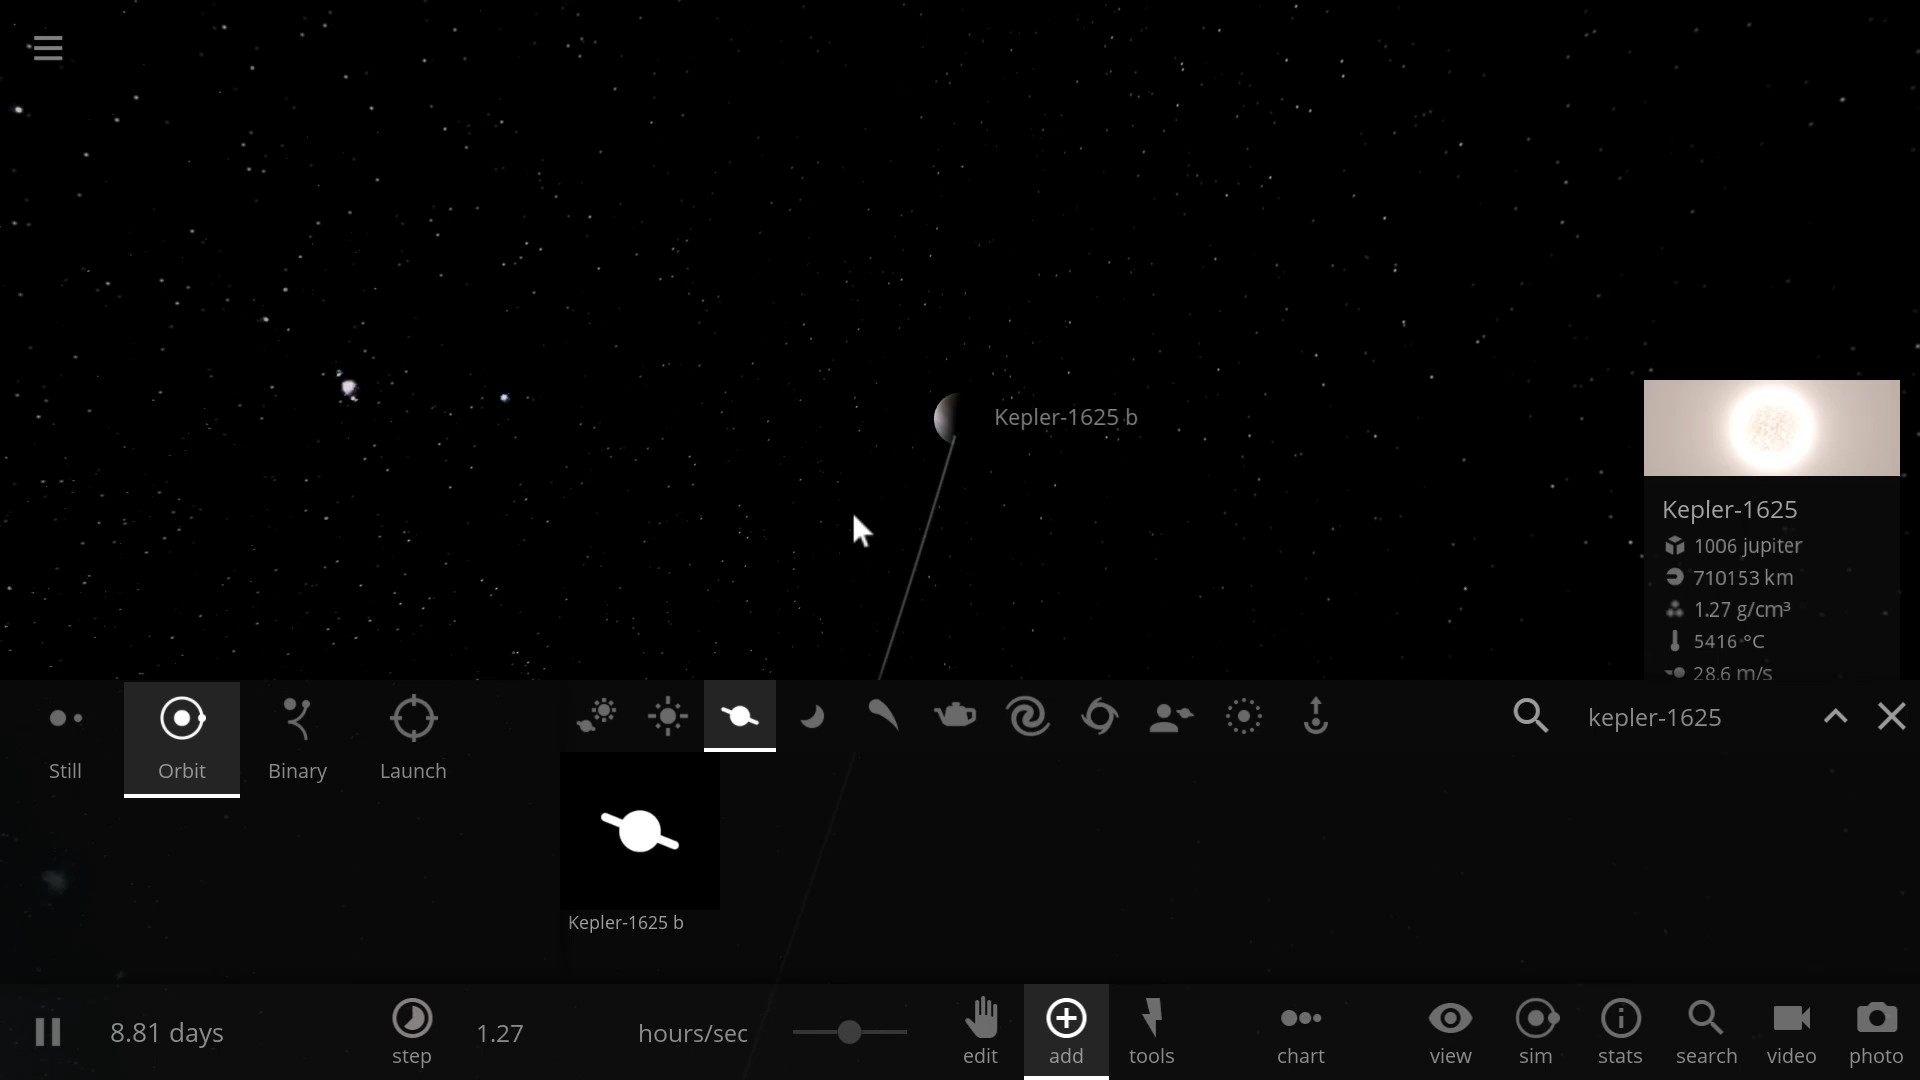 Kepler-1625 b
Kepler-1625
1006 jupiter
710153 km
1.27 g/cm³
5416 °C
28.6 m/s
Still
Orbit
Binary
Launch
kepler-1625
Kepler-1625 b
8.81 days
step
1.27
hours/sec
edit
add
tools
chart
view
sim
stats
search
video
photo